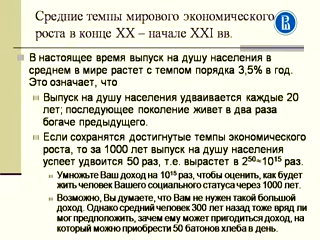 Средние темпы мирового экономического
роста в конце XX – начале XXI вв.
В настоящее время выпуск на душу населения в
среднем в мире растет с темпом порядка 3,5% в год.
Это означает, что
Выпуск на душу населения удваивается каждые 20
лет; последующее поколение живет в два раза
богаче предыдущего.
Если сохранятся достигнутые темпы экономического
роста, то за 1000 лет выпуск на душу населения
успеет удвоится 50 раз, т.е. вырастет в 2⁵⁰≈10¹⁵ раз.
Умножьте Ваш доход на 10¹⁵ раз, чтобы оценить, как будет
жить человек Вашего социального статуса через 1000 лет.
Возможно, Вы думаете, что Вам не нужен такой большой
доход. Однако средний человек 300 лет назад тоже вряд ли
мог предположить, зачем ему может пригодиться доход, на
который можно приобрести 50 батонов хлеба в день.